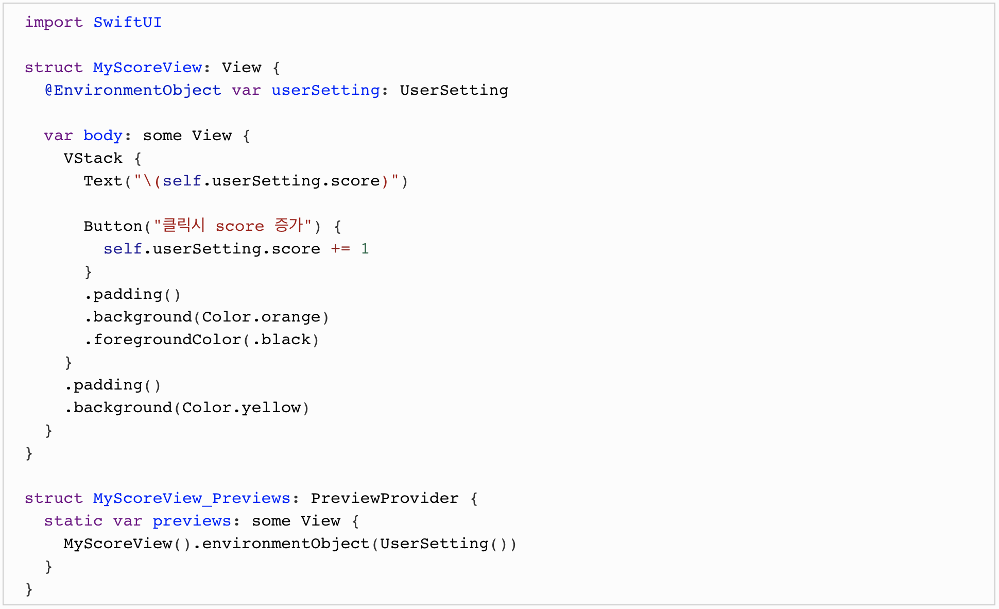 import SwiftUI

struct MyScoreView: View {
  @EnvironmentObject var userSetting: UserSetting

  var body: some View {
    VStack {
      Text("\(self.userSetting.score)")

      Button("클릭시 score 증가") {
        self.userSetting.score += 1
      }
      .padding()
      .background(Color.orange)
      .foregroundColor(.black)
    }
    .padding()
    .background(Color.yellow)
  }
}

struct MyScoreView_Previews: PreviewProvider {
  static var previews: some View {
    MyScoreView().environmentObject(UserSetting())
  }
}